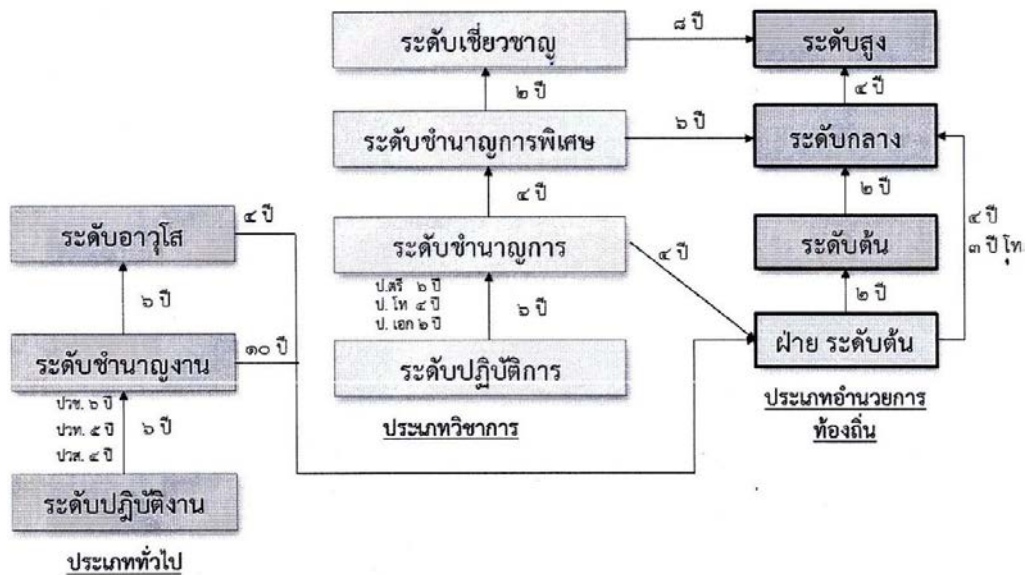 ระดับเชี่ยวชาญ
๘ ปี
ระดับสูง
๒ ปี
๔ ปี
ระดับชำนาญการพิเศษ
๖ ปี
ระดับกลาง
๔ ปี
๒ ปี
๔ ปี
๓ ปี โท
ระดับอาวุโส
๔ ปี
ระดับชำนาญการ
๔ ปี
ระดับต้น
๖ ปี
ป.ตรี ๖ ปี
ป. โท ๔ ปี
ป. เอก ๒ ปี
๖ ปี
๒ ปี
ระดับชำนาญงาน
๑๐ ปี
ระดับปฏิบัติการ
ฝ่าย ระดับต้น
ปวช. ๖ ปี
ปวท. ๕ ปี
ปวส. ๔ ปี
๖ ปี
ประเภทวิชาการ
ประเภทอำนวยการ
ท้องถิ่น
ระดับปฏิบัติงาน
ประเภททั่วไป